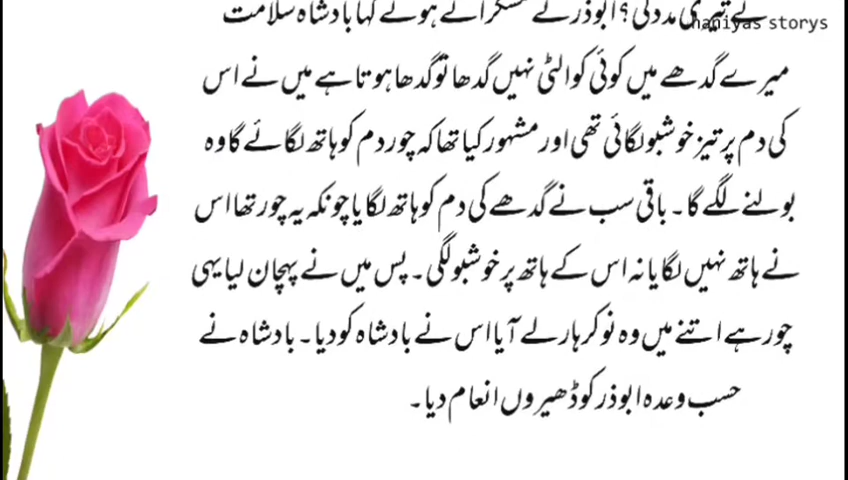 haniyas storys
نے تیری مدد کی؟ ابوذر نے مسکراتے ہوئے کہا بادشاہ سلامت
میرے گدھے میں کوئی کوالٹی نہیں گدھا تو گدھا ہوتا ہے میں نے اس
کی دم پر تیز خوشبو لگائی تھی اور مشہور کیا تھا کہ چور دم کو ہاتھ لگائے گا وہ
بولنے لگے گا۔ باقی سب نے گدھے کی دم کو ہاتھ لگایا چونکہ یہ چور تھا اس
نے ہاتھ نہیں لگایا نہ اس کے ہاتھ پر خوشبو لگی۔ پس میں نے پہچان لیا یہی
چور ہے اتنے میں وہ نوکر ہار لے آیا اس نے بادشاہ کو دیا۔ بادشاہ نے
حسب وعدہ ابوذر کو ڈھیروں انعام دیا۔